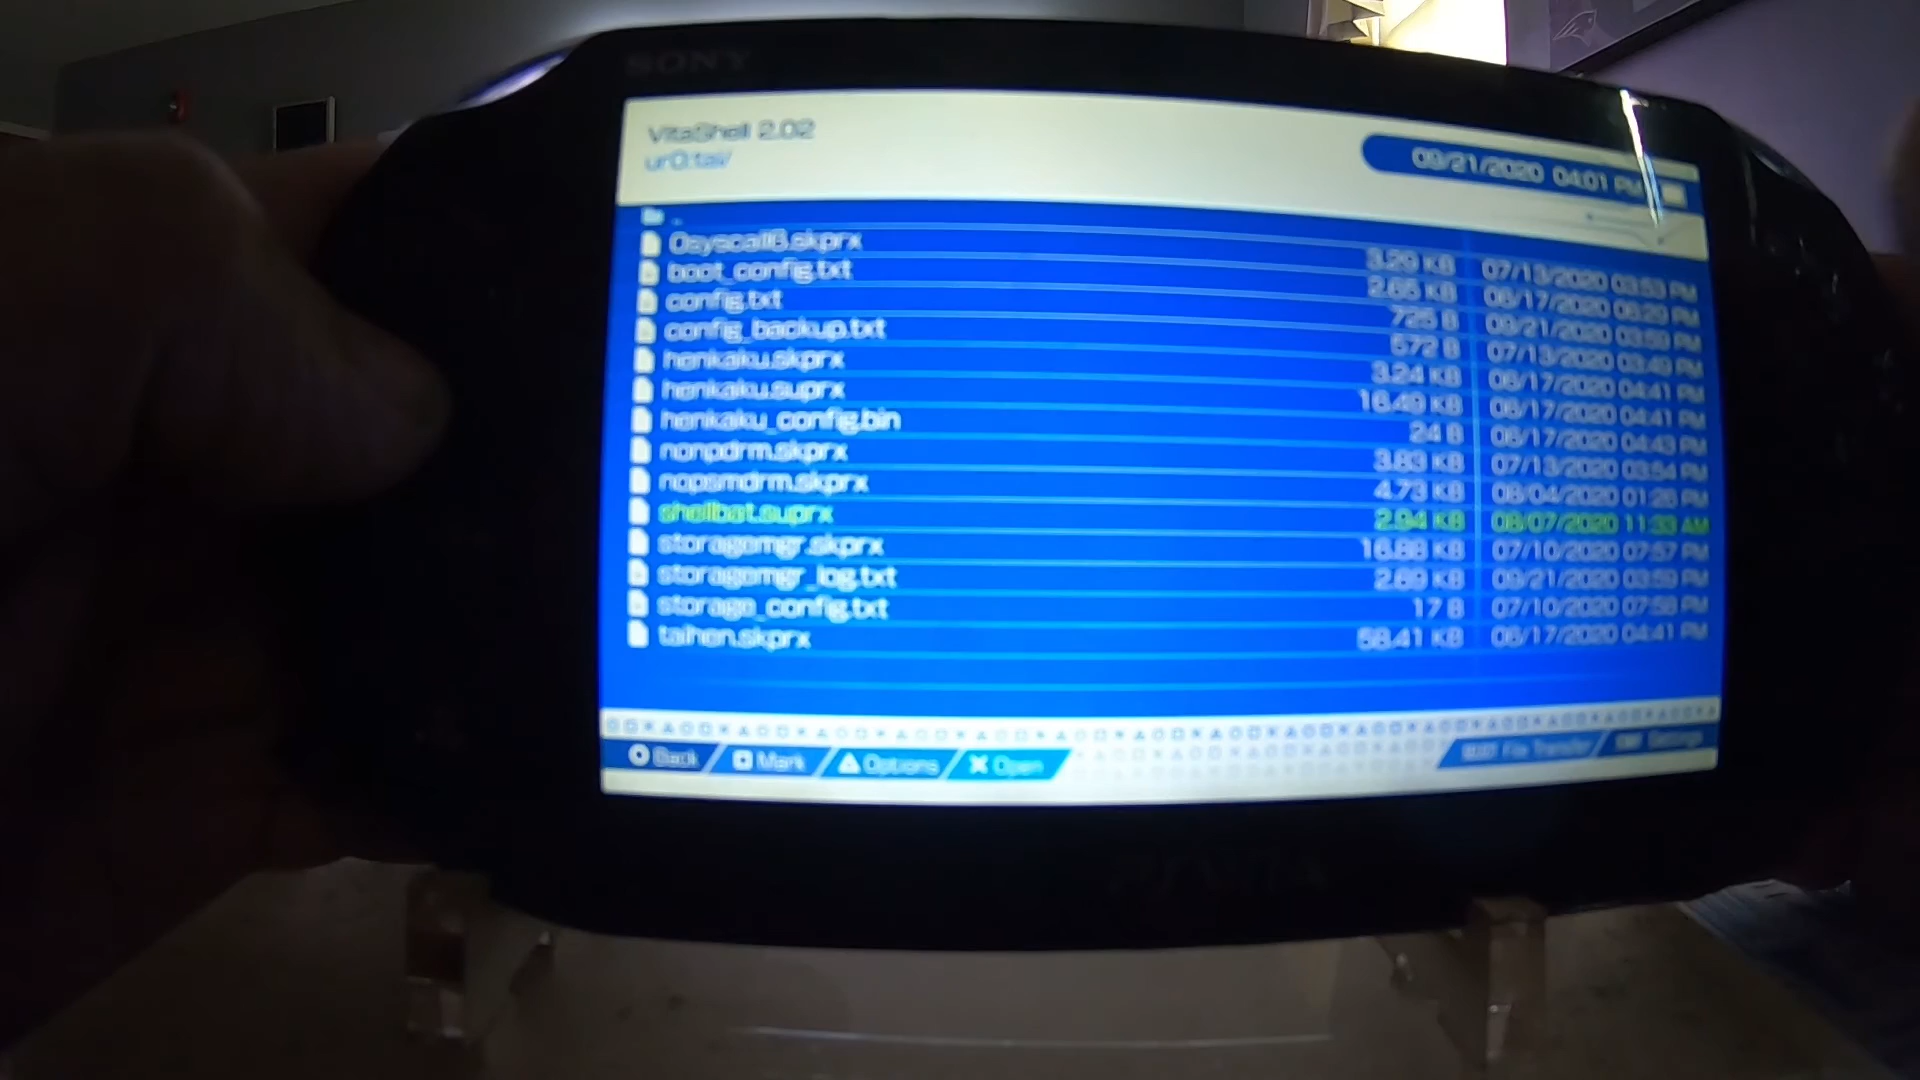 SONY
VitaShell 2.02
ur0:tai/
09/21/2020 04:01 PM
..
0syscall6.skprx 3.29 KB 07/13/2020 03:53 PM
boot_config.txt 2.65 KB 06/17/2020 06:29 PM
config.txt 725 B 09/21/2020 03:59 PM
config_backup.txt 572 B 07/13/2020 03:49 PM
henkaku.skprx 3.24 KB 06/17/2020 04:41 PM
henkaku.suprx 16.49 KB 06/17/2020 04:41 PM
henkaku_config.bin 24 B 06/17/2020 04:43 PM
nonpdrm.skprx 3.83 KB 07/13/2020 03:54 PM
nopsmdrm.skprx 4.73 KB 08/04/2020 01:26 PM
shellbat.suprx 2.94 KB 08/07/2020 11:33 AM
storagemgr.skprx 16.88 KB 07/10/2020 07:57 PM
storagemgr_log.txt 2.89 KB 09/21/2020 03:59 PM
storage_config.txt 17 B 07/10/2020 07:58 PM
taihen.skprx 58.41 KB 06/17/2020 04:41 PM
Back Mark Options Open File Transfer Settings